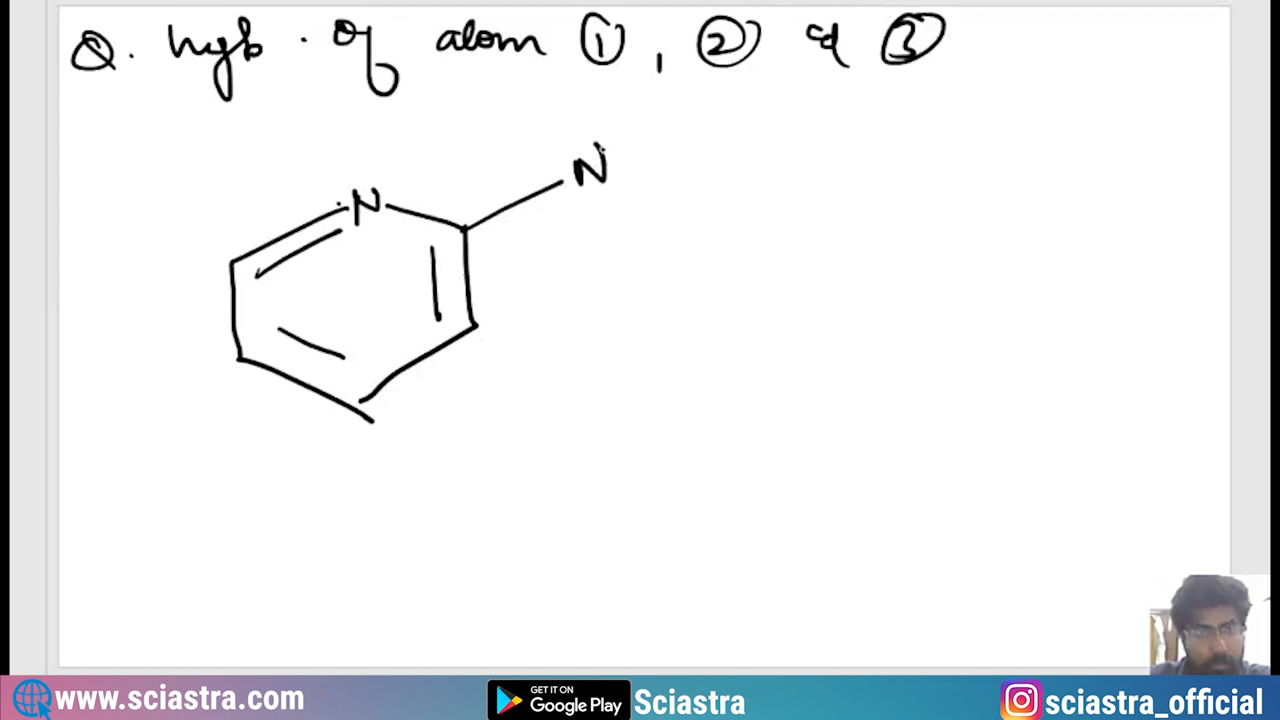 Q. hyb. of atom ①, ② & ③
N
N
www.sciastra.com
GET IT ON
Google Play
Sciastra
sciastra_official